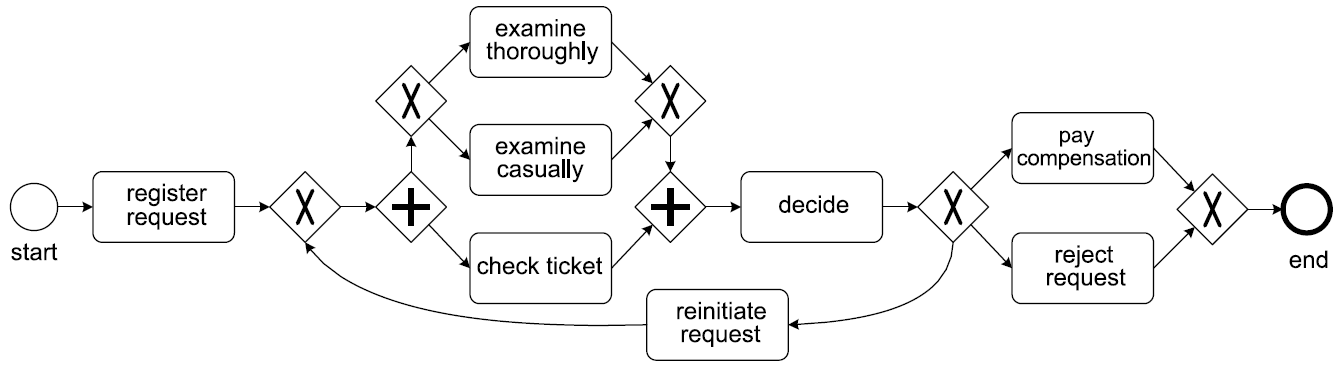 start
register
request
examine
thoroughly
examine
casually
check ticket
decide
reinitiate
request
pay
compensation
reject
request
end